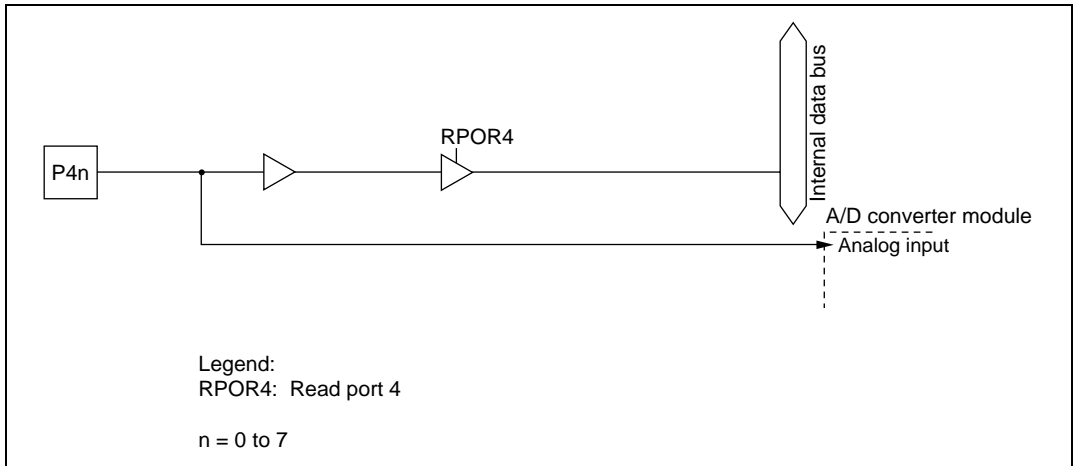 RPOR4
P4n
Internal data bus
A/D converter module
Analog input
Legend:
RPOR4: Read port 4
n = 0 to 7